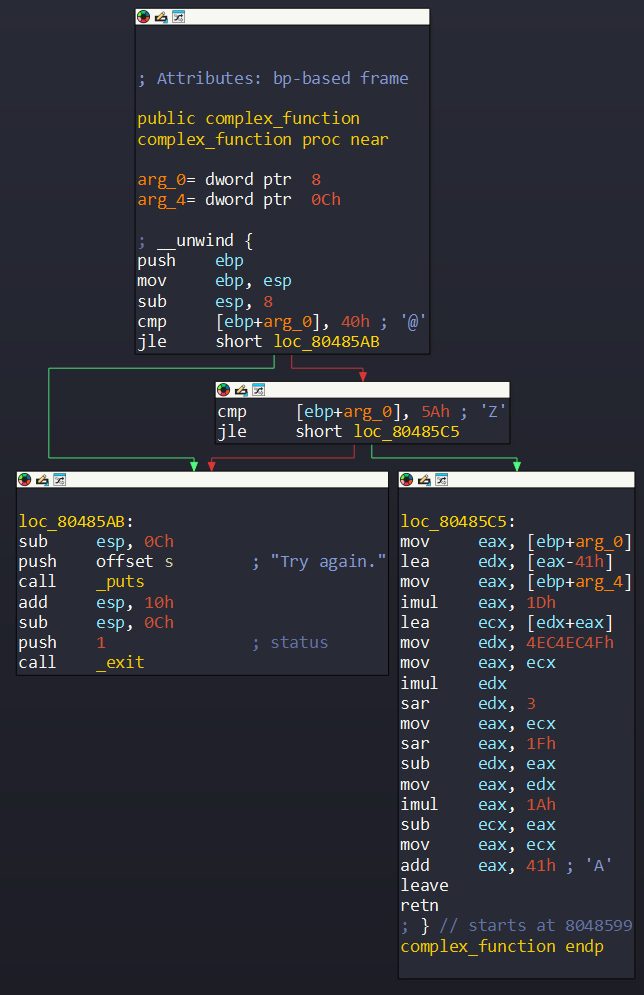 ; Attributes: bp-based frame
public complex_function
complex_function proc near
arg_0= dword ptr  8
arg_4= dword ptr  0Ch
; __unwind {
push    ebp
mov     ebp, esp
sub     esp, 8
cmp     [ebp+arg_0], 40h ; '@'
jle     short loc_80485AB
cmp     [ebp+arg_0], 5Ah ; 'Z'
jle     short loc_80485C5
loc_80485AB:
sub     esp, 0Ch
push    offset s        ; "Try again."
call    _puts
add     esp, 10h
sub     esp, 0Ch
push    1               ; status
call    _exit
loc_80485C5:
mov     eax, [ebp+arg_0]
lea     edx, [eax-41h]
mov     eax, [ebp+arg_4]
imul    eax, 1Dh
lea     ecx, [edx+eax]
mov     edx, 4EC4EC4Fh
mov     eax, ecx
imul    edx
sar     edx, 3
mov     eax, ecx
sar     eax, 1Fh
sub     edx, eax
mov     eax, edx
imul    eax, 1Ah
sub     ecx, eax
mov     eax, ecx
add     eax, 41h ; 'A'
leave
retn
; } // starts at 8048599
complex_function endp